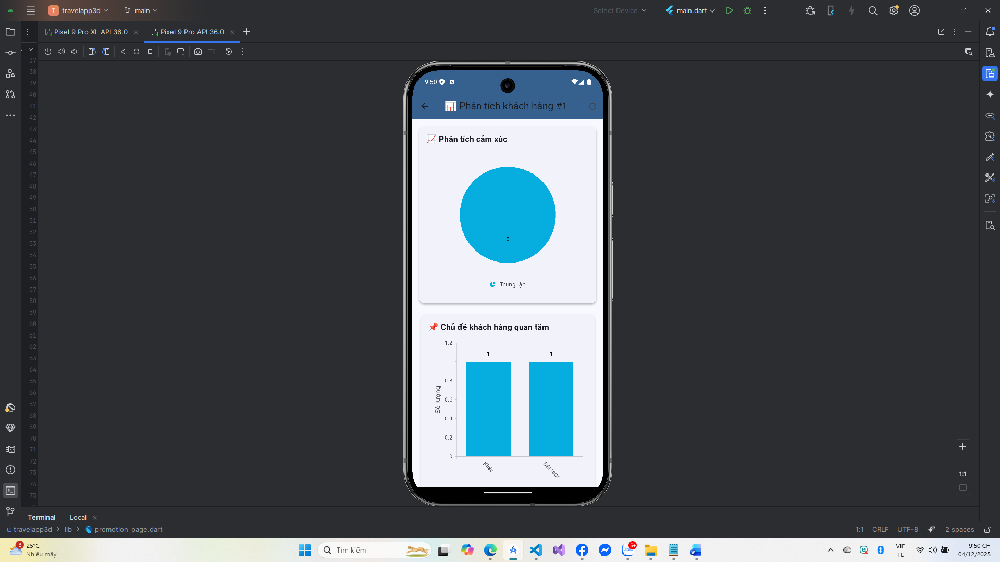 T travelapp3d
main
Select Device
main.dart
Pixel 9 Pro XL API 36.0
Pixel 9 Pro API 36.0
37
38
39
40
41
42
43
44
45
46
47
48
49
50
51
52
53
54
55
56
57
58
59
60
61
62
63
64
65
66
67
68
69
70
71
72
73
74
75
9:50
Phân tích khách hàng #1
Phân tích cảm xúc
2
Trung lập
Chủ đề khách hàng quan tâm
Số lượng
1.2
1
0.8
0.6
0.4
0.2
0
1
1
Khác
Đặt tour
1:1
Terminal
Local
travelapp3d > lib > promotion_page.dart
1:1 CRLF UTF-8 2 spaces
3
25°C
Nhiều mây
Tìm kiếm
Zalo
5+
VIE
TL
9:50 CH
04/12/2025